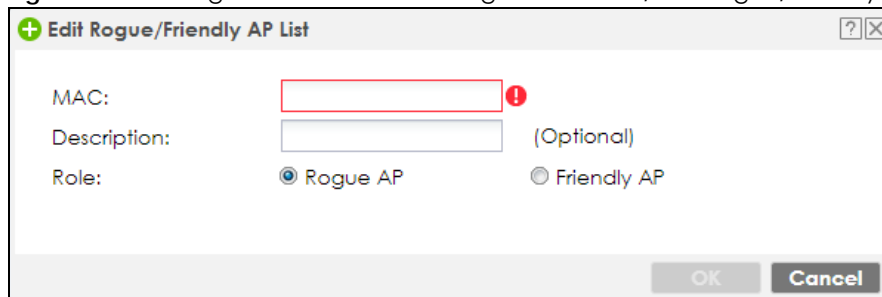 Edit Rogue/Friendly AP List
?
MAC:
Description: (Optional)
Role: Rogue AP Friendly AP
OK Cancel